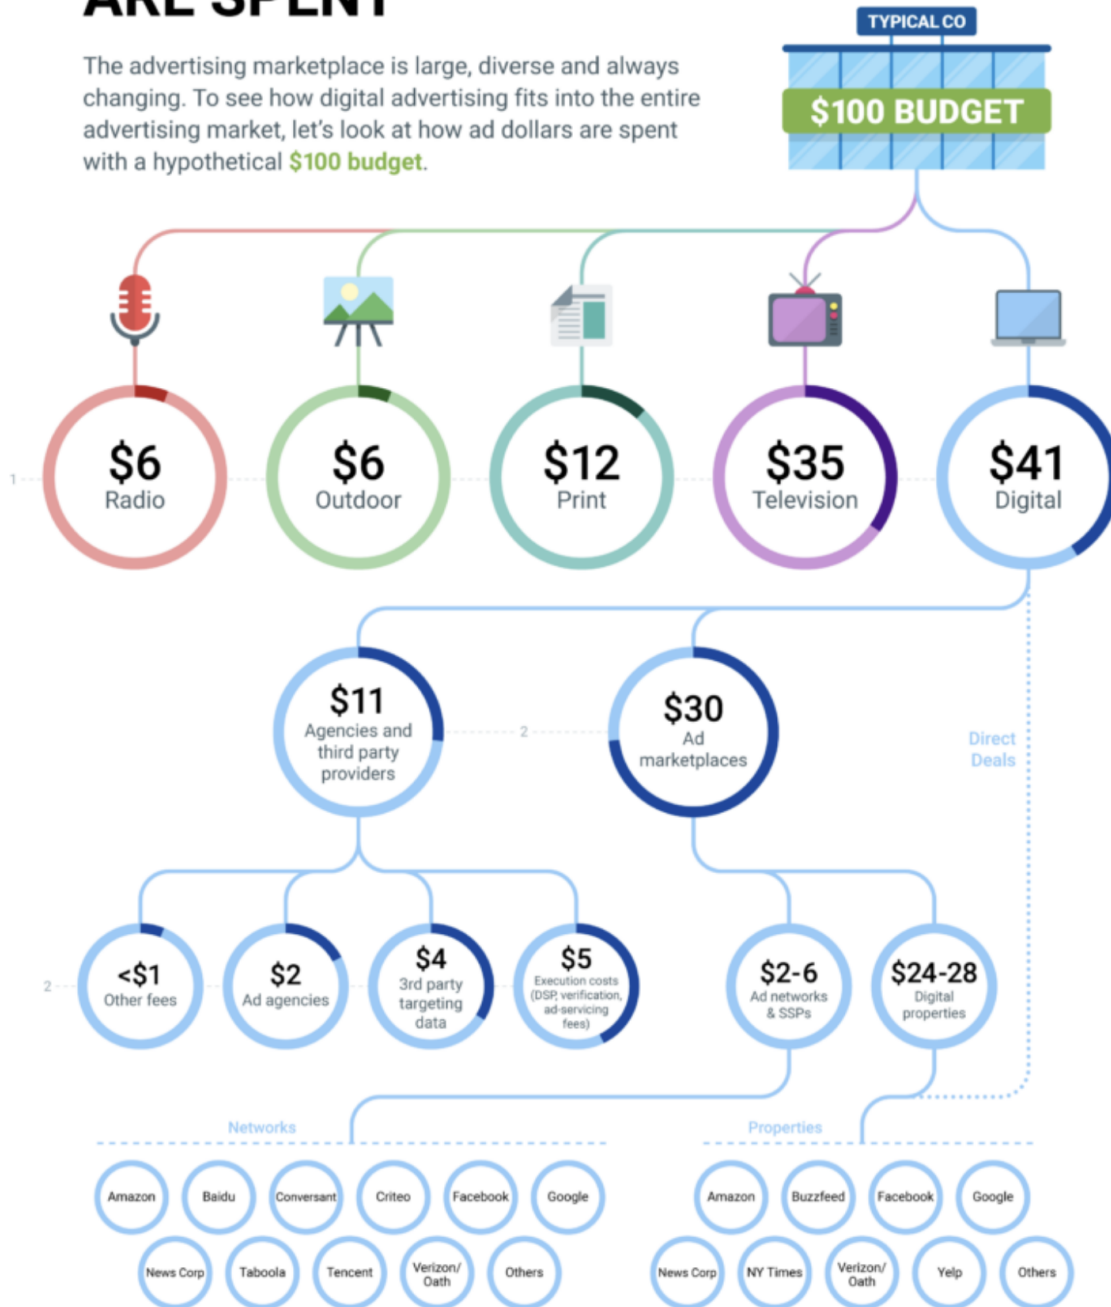 ARE SPENT
TYPICAL CO
$100 BUDGET
The advertising marketplace is large, diverse and always
changing. To see how digital advertising fits into the entire
advertising market, let's look at how ad dollars are spent
with a hypothetical $100 budget.
1
$6
Radio
$6
Outdoor
$12
Print
$35
Television
$41
Digital
$11
Agencies and
third party
providers
2
$30
Ad
marketplaces
Direct
Deals
2
<$1
Other fees
$2
Ad agencies
$4
3rd party
targeting
data
$5
Execution costs
(DSP, verification,
ad-servicing
fees)
$2-6
Ad networks
& SSPs
$24-28
Digital
properties
Networks
Amazon
Baidu
Conversant
Criteo
Facebook
Google
News Corp
Taboola
Tencent
Verizon/
Oath
Others
Properties
Amazon
Buzzfeed
Facebook
Google
News Corp
NY Times
Verizon/
Oath
Yelp
Others